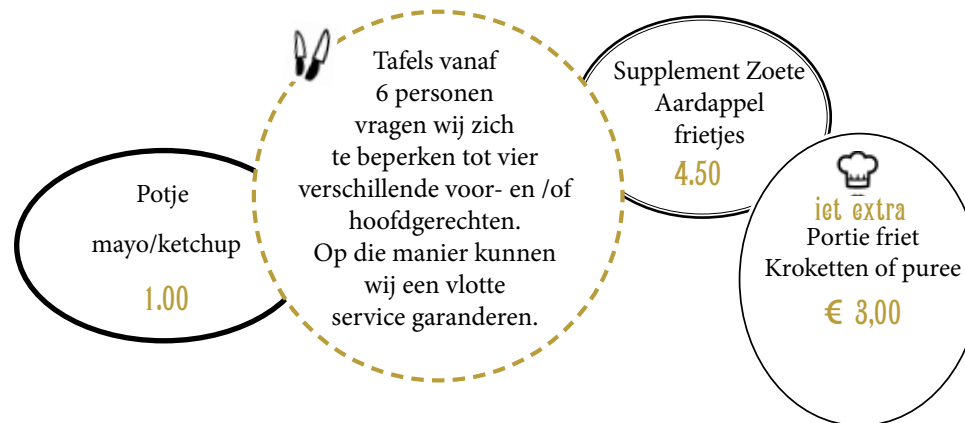 Potje
mayo/ketchup
1.00
Tafels vanaf
6 personen
vragen wij zich
te beperken tot vier
verschillende voor- en /of
hoofdgerechten.
Op die manier kunnen
wij een vlotte
service garanderen.
Supplement Zoete
Aardappel
frietjes
4.50
iet extra
Portie friet
Kroketten of puree
€ 3,00